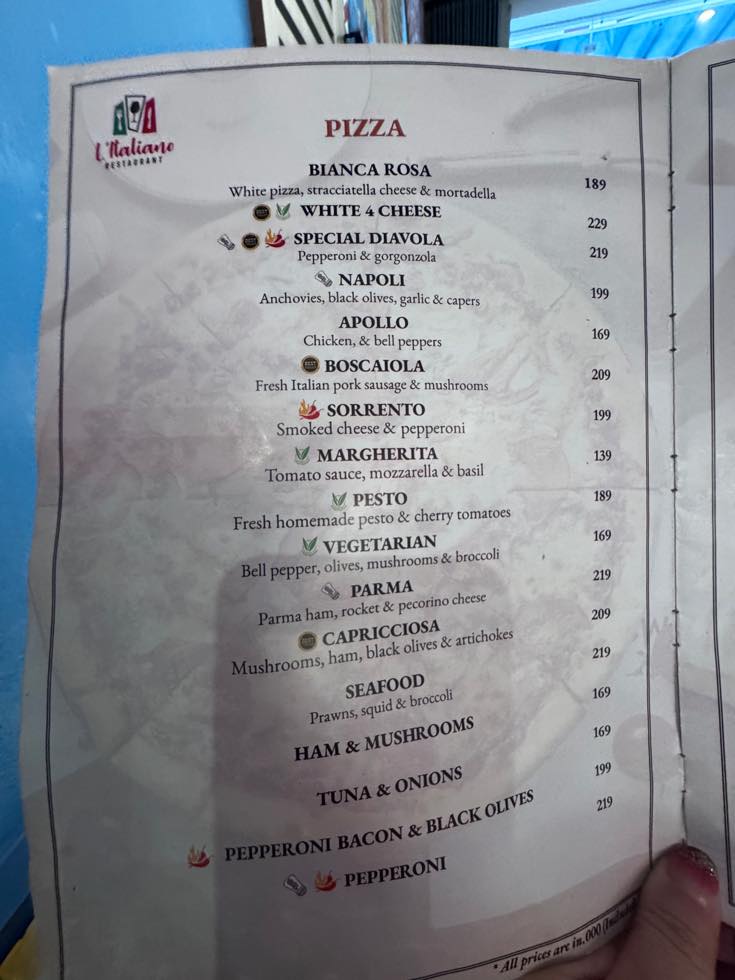 L'Italiano
RESTAURANT
PIZZA
BIANCA ROSA
White pizza, stracciatella cheese & mortadella 189
WHITE 4 CHEESE 229
SPECIAL DIAVOLA 219
Pepperoni & gorgonzola
NAPOLI 199
Anchovies, black olives, garlic & capers
APOLLO 169
Chicken, & bell peppers
BOSCAIOLA 209
Fresh Italian pork sausage & mushrooms
SORRENTO 199
Smoked cheese & pepperoni
MARGHERITA 139
Tomato sauce, mozzarella & basil
PESTO 189
Fresh homemade pesto & cherry tomatoes
VEGETARIAN 169
Bell pepper, olives, mushrooms & broccoli
PARMA 219
Parma ham, rocket & pecorino cheese
CAPRICCIOSA 209
Mushrooms, ham, black olives & artichokes
SEAFOOD 219
Prawns, squid & broccoli
HAM & MUSHROOMS 169
TUNA & ONIONS 169
PEPPERONI BACON & BLACK OLIVES 199
PEPPERONI 219
* All prices are in .000